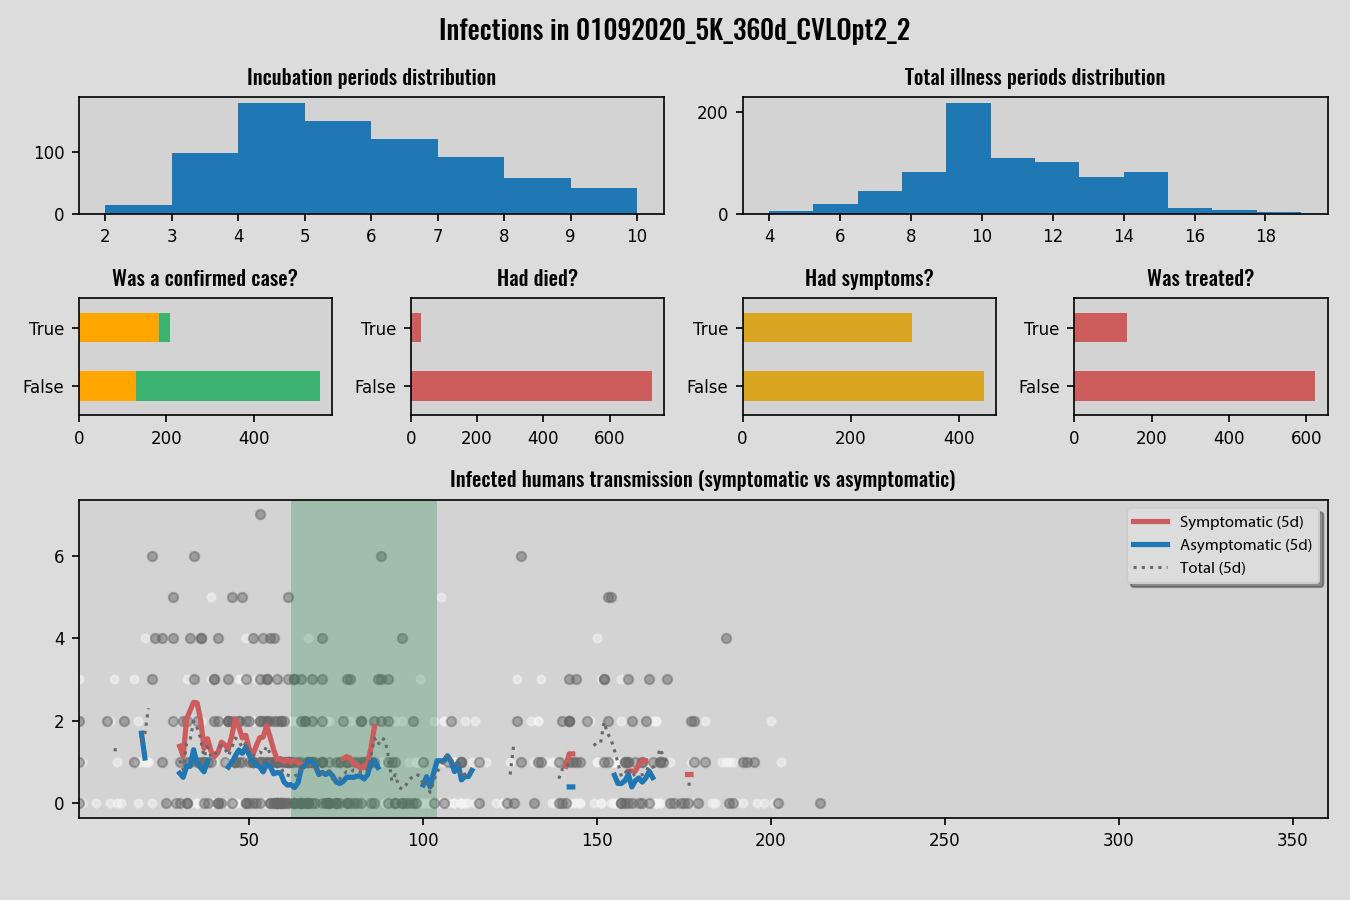 Infections in 01092020_5K_360d_CVLOpt2_2
Incubation periods distribution
Total illness periods distribution
100
0
2 3 4 5 6 7 8 9 10
200
0
4 6 8 10 12 14 16 18
Was a confirmed case?
Had died?
Had symptoms?
Was treated?
True
False
0 200 400
True
False
0 200 400 600
True
False
0 200 400
True
False
0 200 400 600
Infected humans transmission (symptomatic vs asymptomatic)
Symptomatic (5d)
Asymptomatic (5d)
Total (5d)
6
4
2
0
50 100 150 200 250 300 350